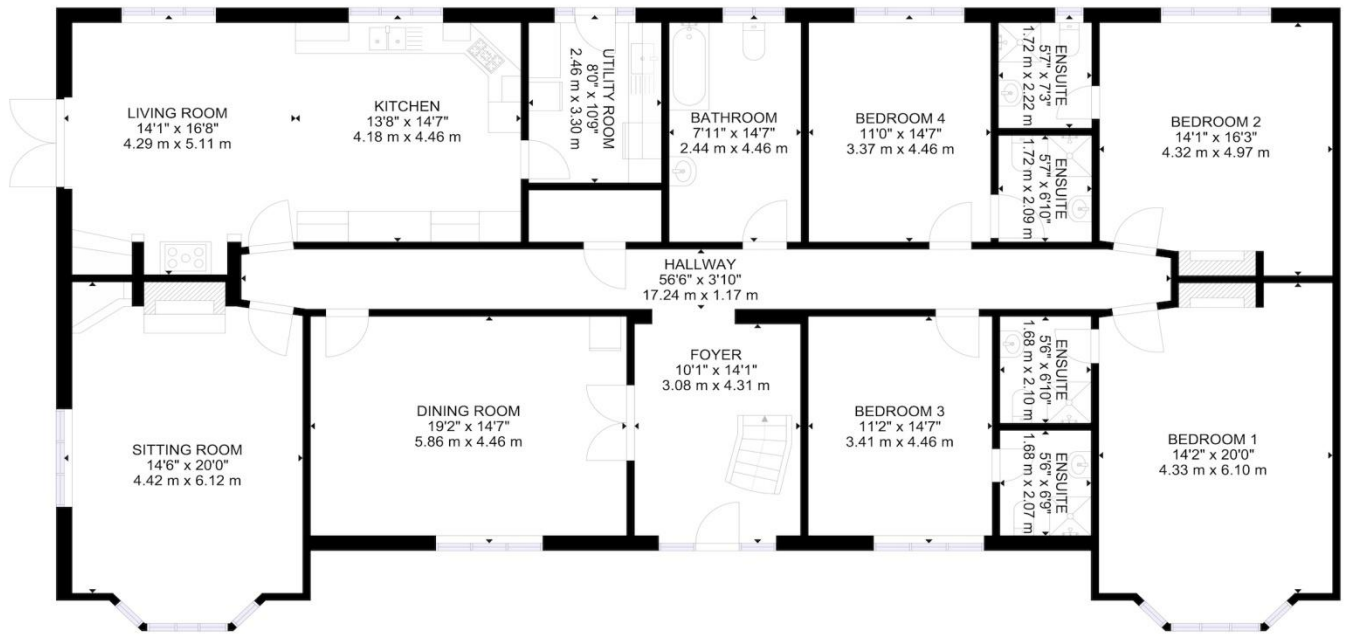 LIVING ROOM
14'1" x 16'8"
4.29 m x 5.11 m
KITCHEN
13'8" x 14'7"
4.18 m x 4.46 m
UTILITY ROOM
8'0" x 10'9"
2.46 m x 3.30 m
BATHROOM
7'11" x 14'7"
2.44 m x 4.46 m
BEDROOM 4
11'0" x 14'7"
3.37 m x 4.46 m
ENSUITE
5'7" x 7'3"
1.72 m x 2.22 m
ENSUITE
5'7" x 6'10"
1.72 m x 2.09 m
BEDROOM 2
14'1" x 16'3"
4.32 m x 4.97 m
HALLWAY
56'6" x 3'10"
17.24 m x 1.17 m
SITTING ROOM
14'6" x 20'0"
4.42 m x 6.12 m
DINING ROOM
19'2" x 14'7"
5.86 m x 4.46 m
FOYER
10'1" x 14'1"
3.08 m x 4.31 m
BEDROOM 3
11'2" x 14'7"
3.41 m x 4.46 m
ENSUITE
5'6" x 6'10"
1.68 m x 2.10 m
ENSUITE
5'6" x 6'9"
1.68 m x 2.07 m
BEDROOM 1
14'2" x 20'0"
4.33 m x 6.10 m